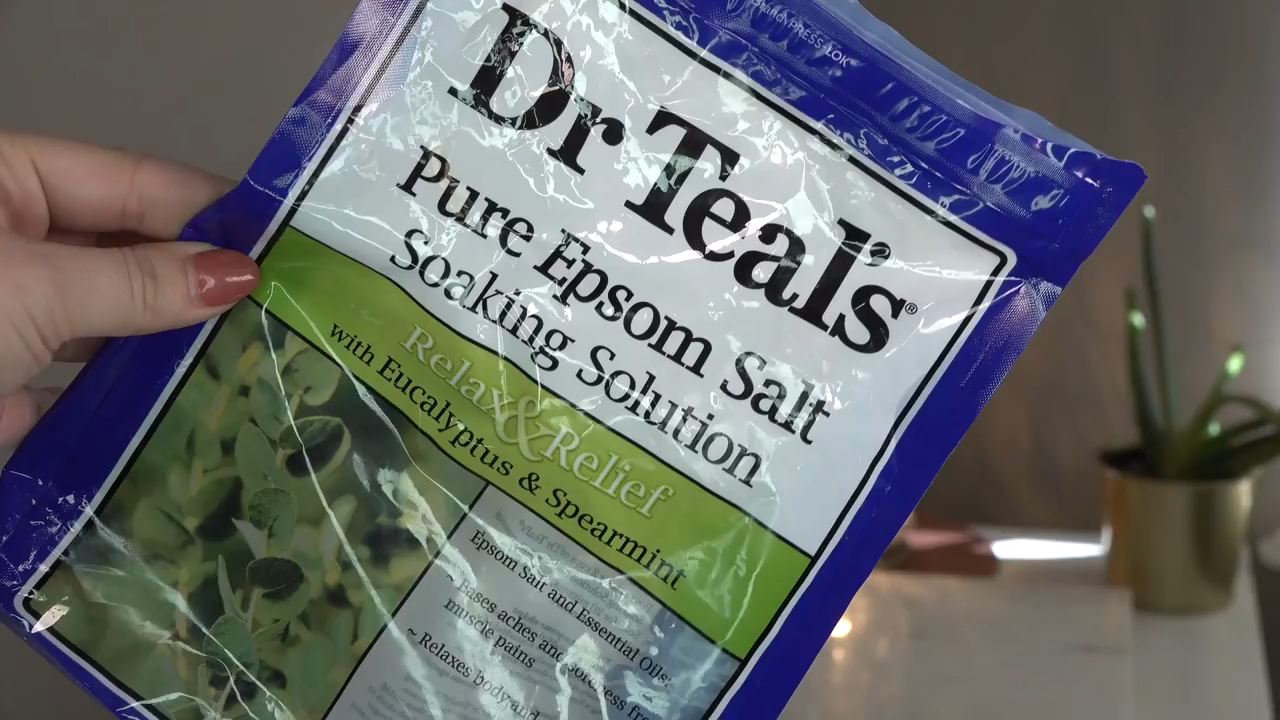 PRESS-LOK
Dr Teal's®
Pure Epsom Salt
Soaking Solution
Relax & Relief
with Eucalyptus & Spearmint
Epsom Salt and Essential Oils:
~ Eases aches and soreness from
muscle pains
~ Relaxes body and